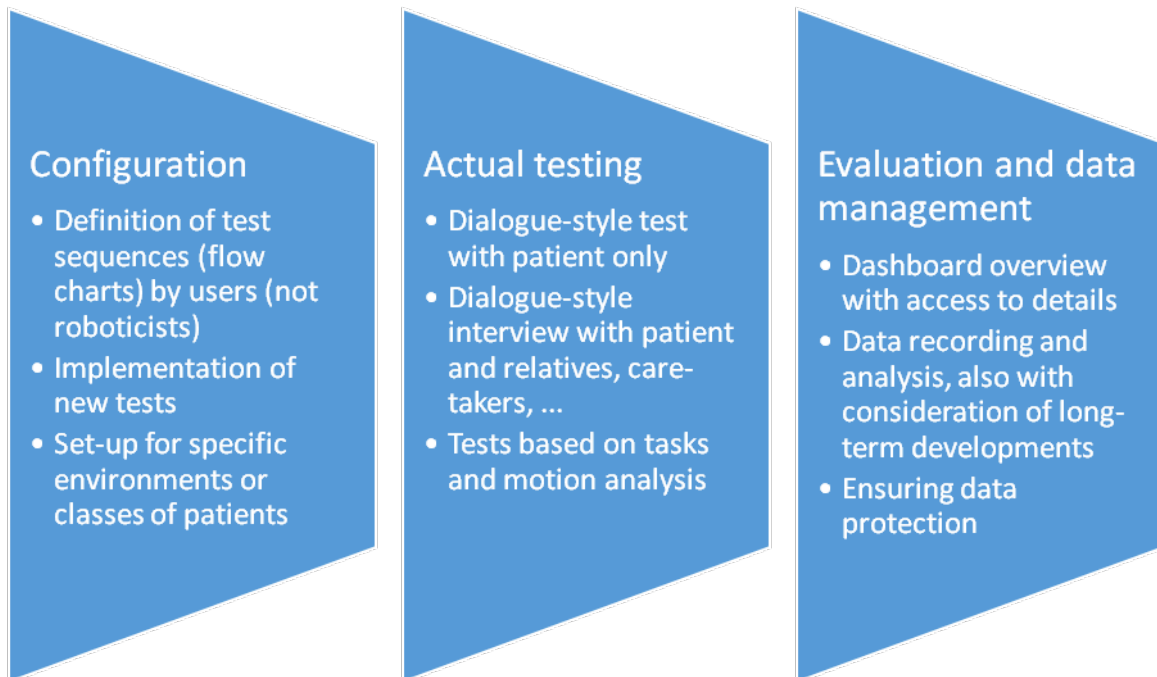 Configuration
• Definition of test
sequences (flow
charts) by users (not
roboticists)
• Implementation of
new tests
• Set-up for specific
environments or
classes of patients
Actual testing
• Dialogue-style test
with patient only
• Dialogue-style
interview with patient
and relatives, care-
takers, ...
• Tests based on tasks
and motion analysis
Evaluation and data
management
• Dashboard overview
with access to details
• Data recording and
analysis, also with
consideration of long-
term developments
• Ensuring data
protection